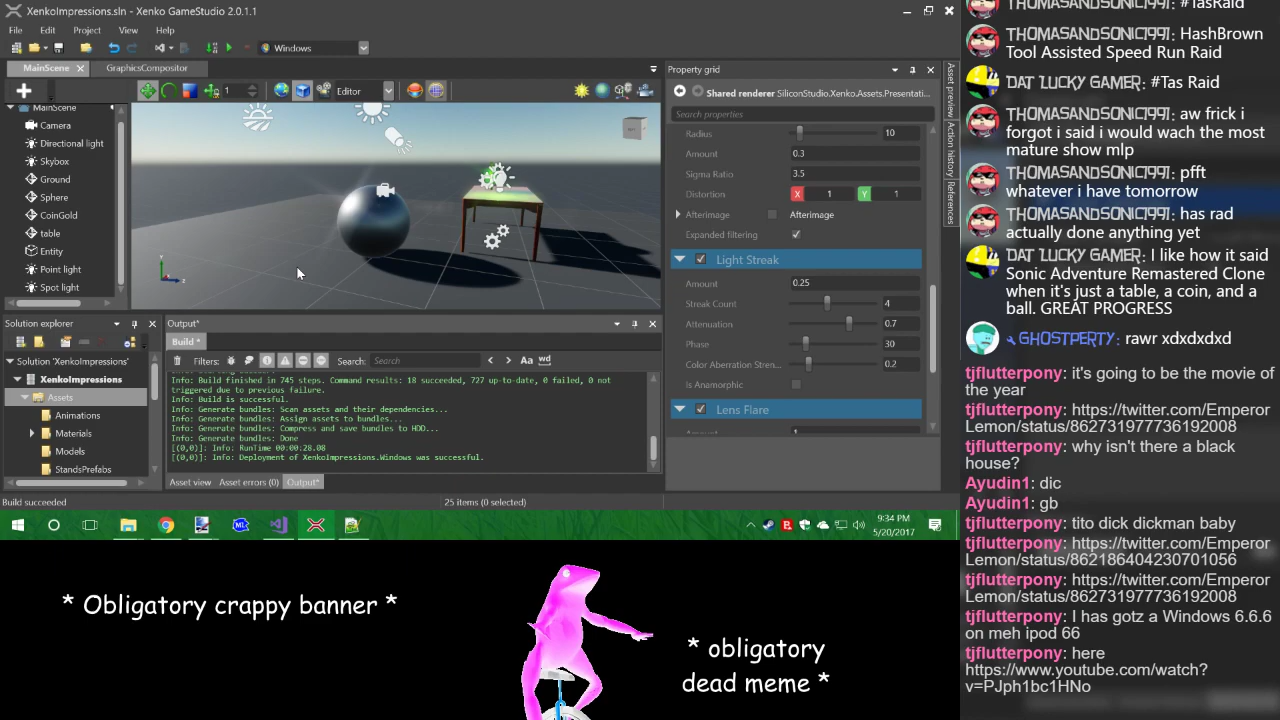 XenkoImpressions.sln - Xenko GameStudio 2.0.1.1
File Edit Project View Help
Windows
MainScene GraphicsCompositor
1 Editor
MainScene
Camera
Directional light
Skybox
Ground
Sphere
CoinGold
table
Entity
Point light
Spot light
Property grid
Shared renderer SiliconStudio.Xenko.Assets.Presentati...
Search properties
Radius 10
Amount 0.3
Sigma Ratio 3.5
Distortion X 1 Y 1
Afterimage Afterimage
Expanded filtering
Light Streak
Amount 0.25
Streak Count 4
Attenuation 0.7
Phase 30
Color Aberration Stren... 0.2
Is Anamorphic
Lens Flare
Asset preview
Action history
References
Solution explorer
Solution 'XenkoImpressions'
XenkoImpressions
Assets
Animations
Materials
Models
StandsPrefabs
Output*
Build
Filters: Search: Search Aa wd
Info: Build finished in 745 steps. Command results: 18 succeeded, 727 up-to-date, 0 failed, 0 not
triggered due to previous failure.
Info: Build is successful.
Info: Generate bundles: Scan assets and their dependencies...
Info: Generate bundles: Assign assets to bundles...
Info: Generate bundles: Compress and save bundles to HDD...
Info: Generate bundles: Done
[(0,0)]: Info: RunTime 00:00:28.08
[(0,0)]: Info: Deployment of XenkoImpressions.Windows was successful.
Asset view Asset errors (0) Output*
Build succeeded
25 items (0 selected)
9:34 PM
5/20/2017
* Obligatory crappy banner *
* obligatory
dead meme *
THOMASANDSONIC1991: #TasRaid
THOMASANDSONIC1991: HashBrown
Tool Assisted Speed Run Raid
DAT LUCKY GAMER: #Tas Raid
THOMASANDSONIC1991: aw frick i
forgot i said i would wach the most
mature show mlp
THOMASANDSONIC1991: pfft
whatever i have tomorrow
THOMASANDSONIC1991: has rad
actually done anything yet
DAT LUCKY GAMER: I like how it said
Sonic Adventure Remastered Clone
when it's just a table, a coin, and a
ball. GREAT PROGRESS
GHOSTPERTY: rawr xdxdxdxd
tjflutterpony: it's going to be the movie of
the year
tjflutterpony: https://twitter.com/Emperor
Lemon/status/862731977736192008
tjflutterpony: why isn't there a black
house?
Ayudin1: dic
Ayudin1: gb
tjflutterpony: tito dick dickman baby
tjflutterpony: https://twitter.com/Emperor
Lemon/status/862186404230701056
tjflutterpony: https://twitter.com/Emperor
Lemon/status/862731977736192008
tjflutterpony: I has gotz a Windows 6.6.6
on meh ipod 66
tjflutterpony: here
https://www.youtube.com/watch?
v=PJph1bc1HNo